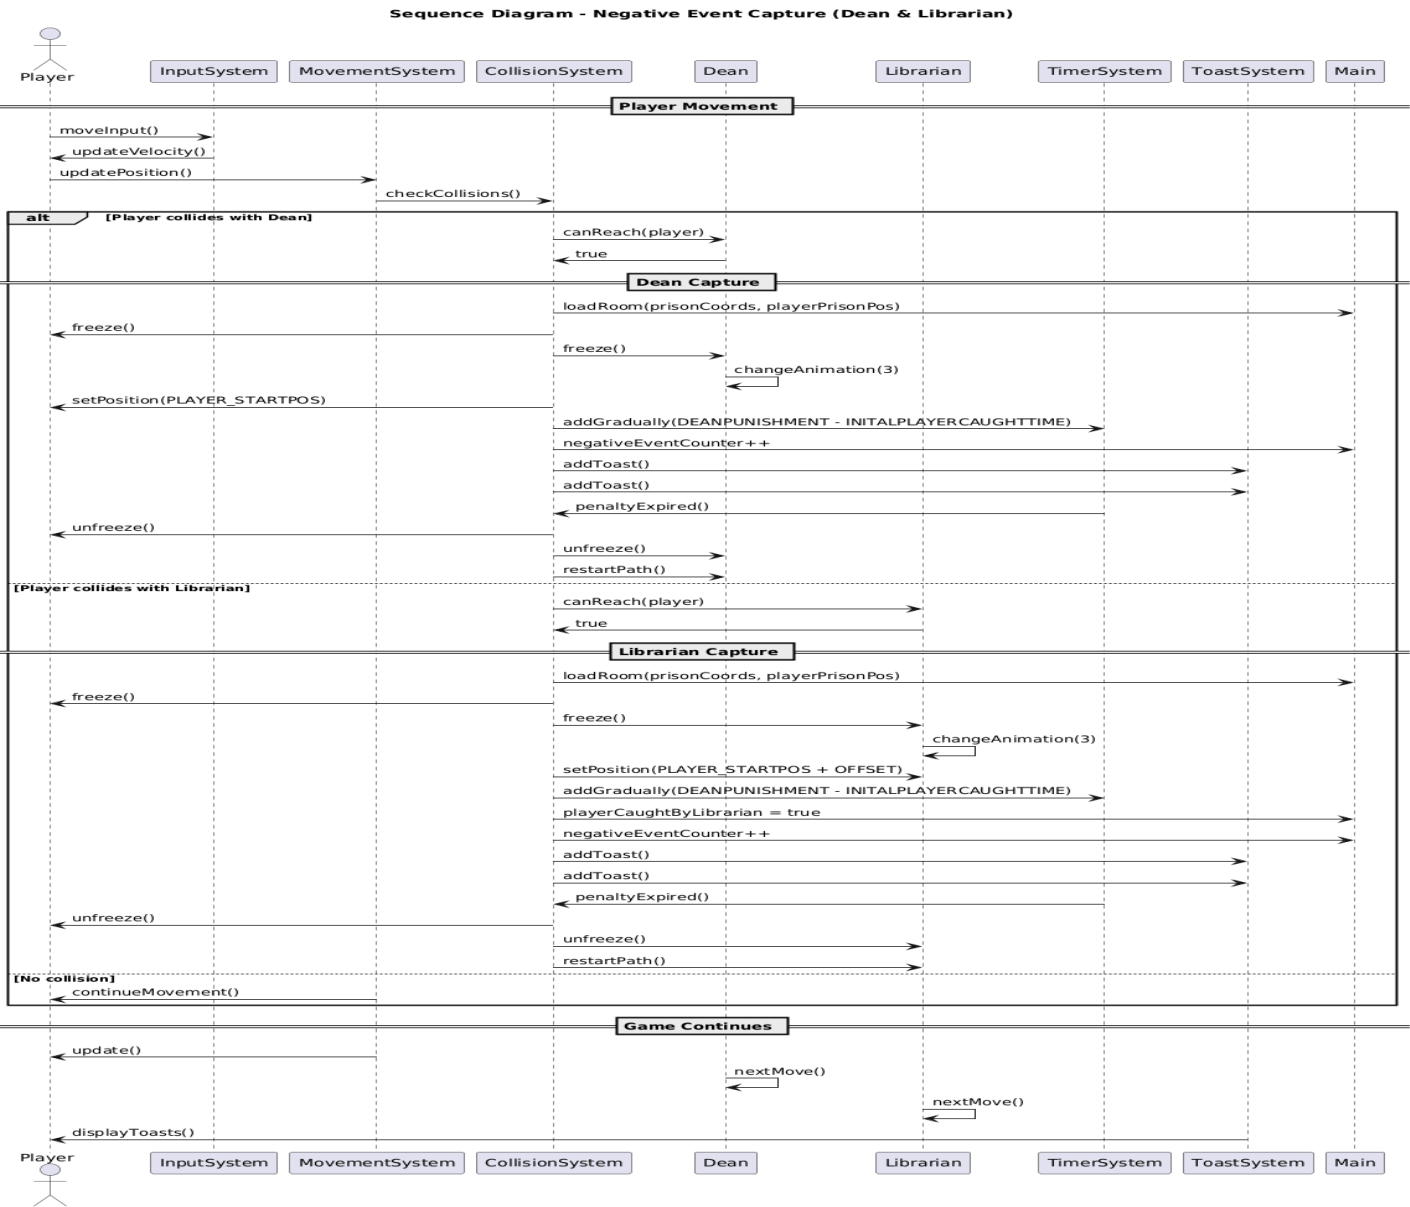 Sequence Diagram - Negative Event Capture (Dean & Librarian)
Player
InputSystem
MovementSystem
CollisionSystem
Dean
Librarian
TimerSystem
ToastSystem
Main
Player Movement
moveInput()
updateVelocity()
updatePosition()
checkCollisions()
alt
[Player collides with Dean]
canReach(player)
true
Dean Capture
loadRoom(prisonCoords, playerPrisonPos)
freeze()
freeze()
changeAnimation(3)
setPosition(PLAYER_STARTPOS)
addGradually(DEANPUNISHMENT - INITALPLAYERCAUGHTTIME)
negativeEventCounter++
addToast()
addToast()
penaltyExpired()
unfreeze()
unfreeze()
restartPath()
[Player collides with Librarian]
canReach(player)
true
Librarian Capture
loadRoom(prisonCoords, playerPrisonPos)
freeze()
freeze()
changeAnimation(3)
setPosition(PLAYER_STARTPOS + OFFSET)
addGradually(DEANPUNISHMENT - INITALPLAYERCAUGHTTIME)
playerCaughtByLibrarian = true
negativeEventCounter++
addToast()
addToast()
penaltyExpired()
unfreeze()
unfreeze()
restartPath()
[No collision]
continueMovement()
Game Continues
update()
nextMove()
nextMove()
displayToasts()
Player
InputSystem
MovementSystem
CollisionSystem
Dean
Librarian
TimerSystem
ToastSystem
Main